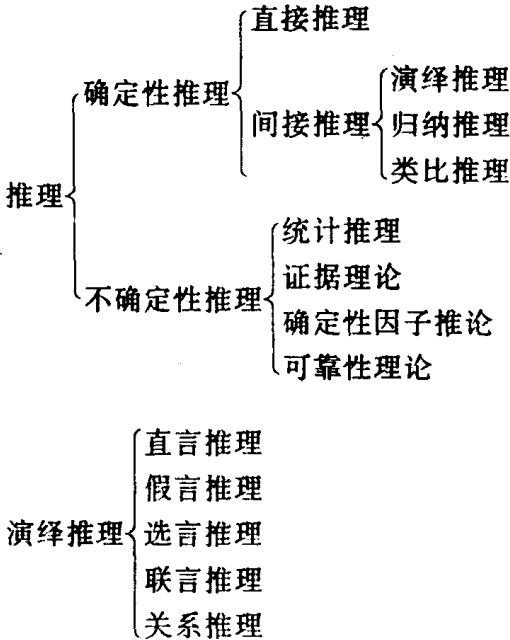 直接推理
确定性推理
演绎推理
间接推理
归纳推理
类比推理
推理
统计推理
证据理论
不确定性推理
确定性因子推论
可靠性理论
直言推理
假言推理
演绎推理
选言推理
联言推理
关系推理